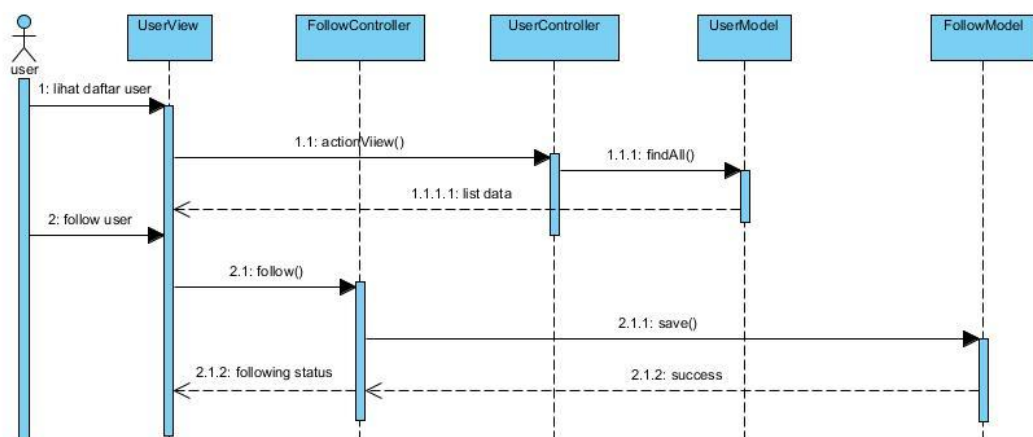 UserView
FollowController
UserController
UserModel
FollowModel
user
1: lihat daftar user
1.1: actionViiew()
1.1.1: findAll()
1.1.1.1: list data
2: follow user
2.1: follow()
2.1.1: save()
2.1.2: following status
2.1.2: success